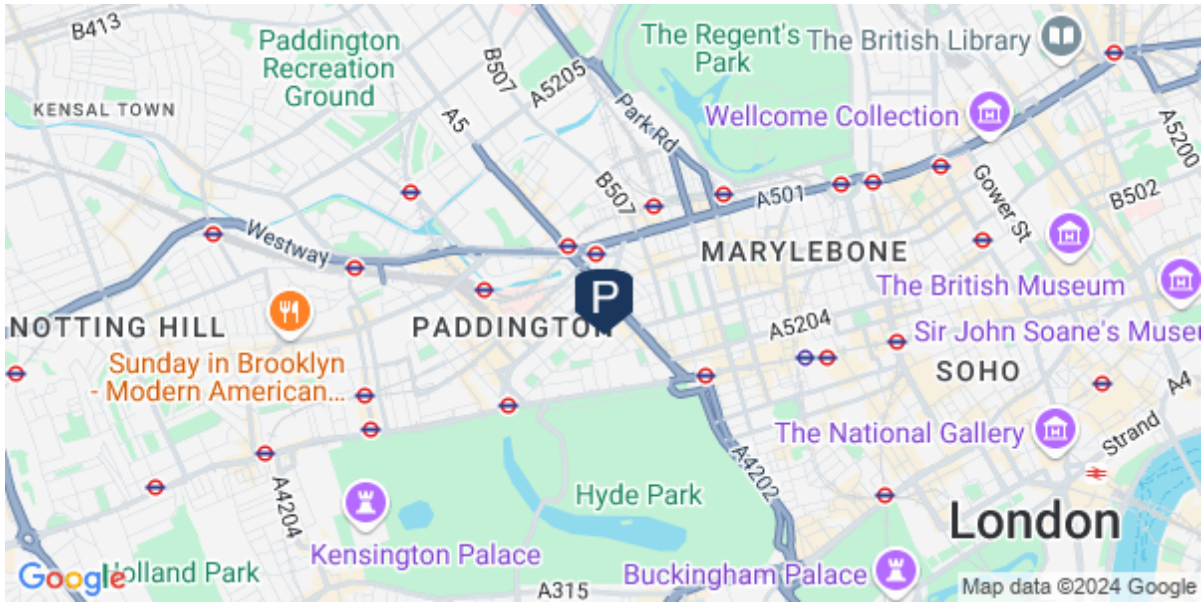 B413
Paddington
Recreation
Ground
B507
A5205
The Regent's
Park
The British Library
KENSAL TOWN
A5
Park Rd
Wellcome Collection
A5200
B507
A501
Gower St
B502
Westway
MARYLEBONE
The British Museum
P
NOTTING HILL
PADDINGTON
A5204
Sir John Soane's Museu
Sunday in Brooklyn
- Modern American...
SOHO
A4
The National Gallery
Strand
A4204
A4202
Hyde Park
London
Kensington Palace
Buckingham Palace
Holland Park
Google
A315
Map data ©2024 Google